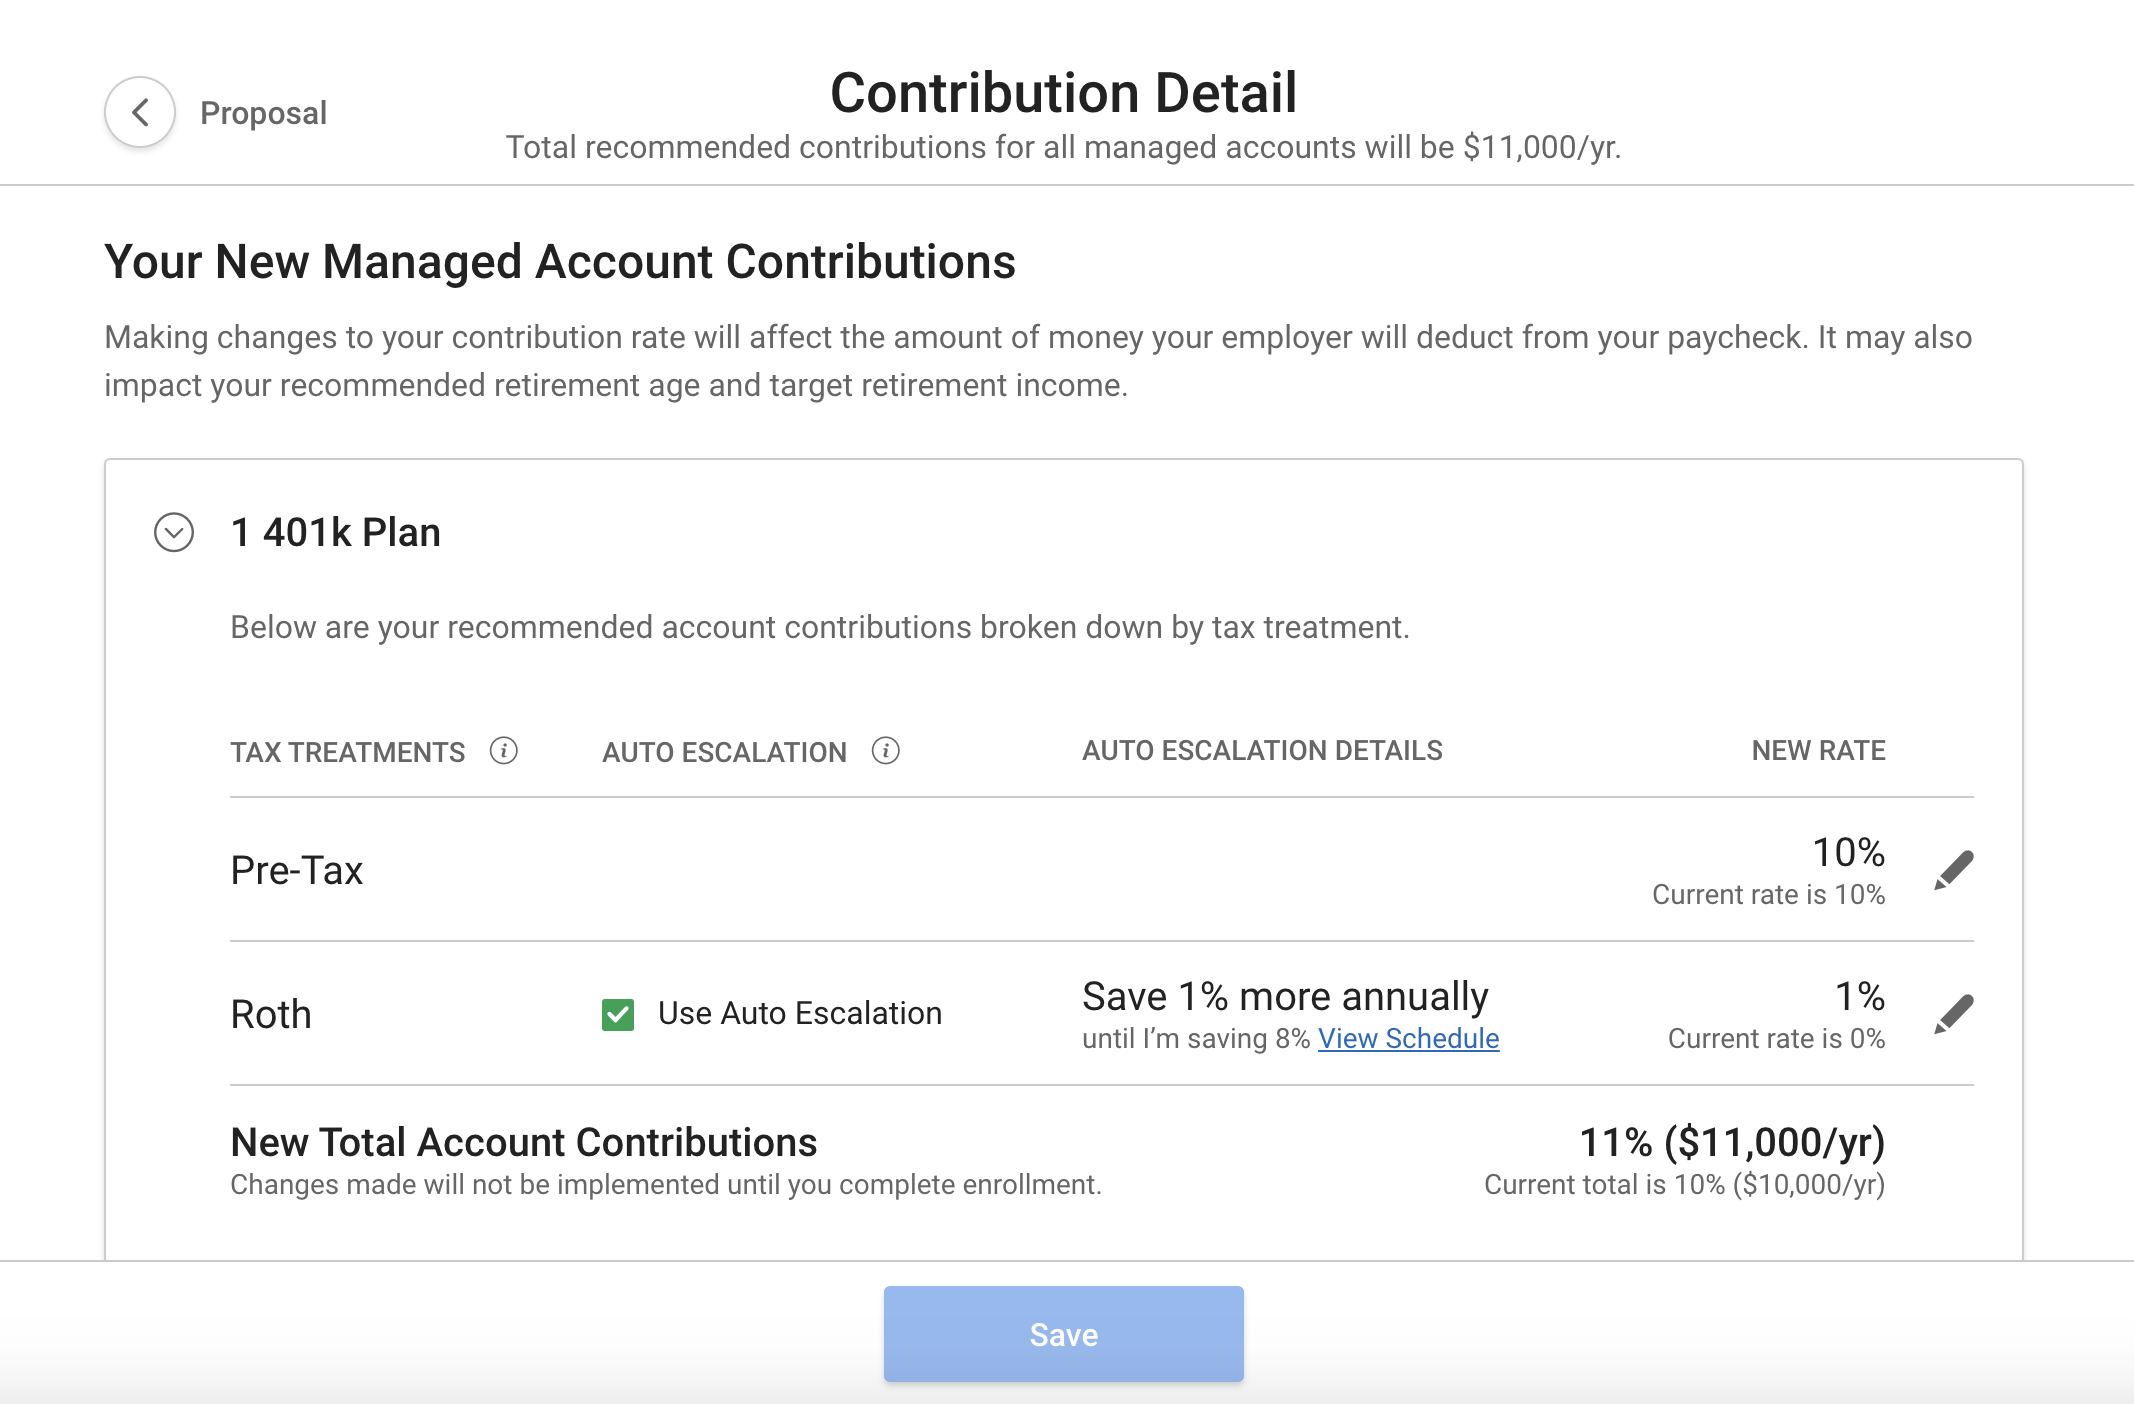 Proposal
Contribution Detail
Total recommended contributions for all managed accounts will be $11,000/yr.
Your New Managed Account Contributions
Making changes to your contribution rate will affect the amount of money your employer will deduct from your paycheck. It may also
impact your recommended retirement age and target retirement income.
1 401k Plan
Below are your recommended account contributions broken down by tax treatment.
TAX TREATMENTS i AUTO ESCALATION i AUTO ESCALATION DETAILS NEW RATE
Pre-Tax 10%
Current rate is 10%
Roth Use Auto Escalation Save 1% more annually 1%
until I’m saving 8% View Schedule Current rate is 0%
New Total Account Contributions 11% ($11,000/yr)
Changes made will not be implemented until you complete enrollment. Current total is 10% ($10,000/yr)
Save